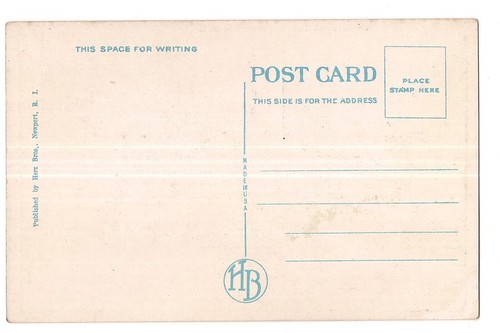 THIS SPACE FOR WRITING
Published by Herz Bros., Newport, R. I.
POST CARD
THIS SIDE IS FOR THE ADDRESS
PLACE
STAMP HERE
MADE IN USA
HB